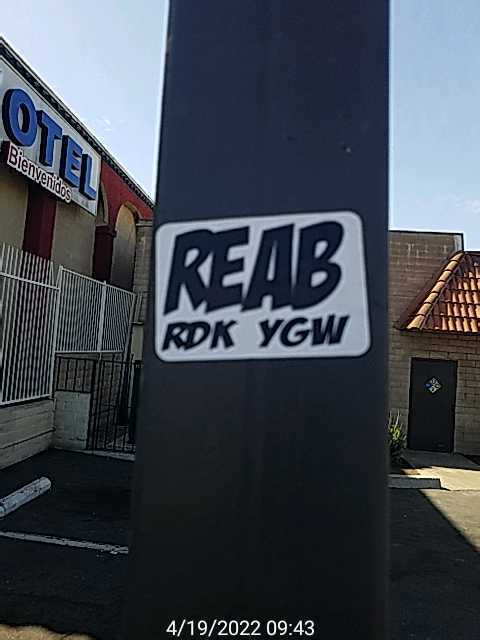 OTEL
Bienvenidos
REAB
RDK YGW
4/19/2022 09:43